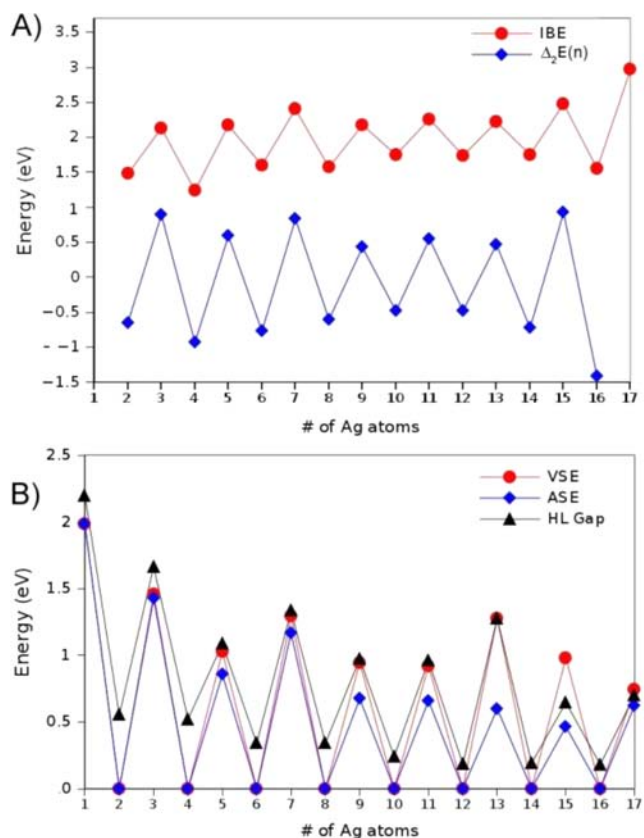 A)
IBE
Δ₂E(n)
Energy (eV)
3.5
3
2.5
2
1.5
1
0.5
0
-0.5
- -1
-1.5
1 2 3 4 5 6 7 8 9 10 11 12 13 14 15 16 17
# of Ag atoms
B)
VSE
ASE
HL Gap
Energy (eV)
2.5
2
1.5
1
0.5
0
1 2 3 4 5 6 7 8 9 10 11 12 13 14 15 16 17
# of Ag atoms